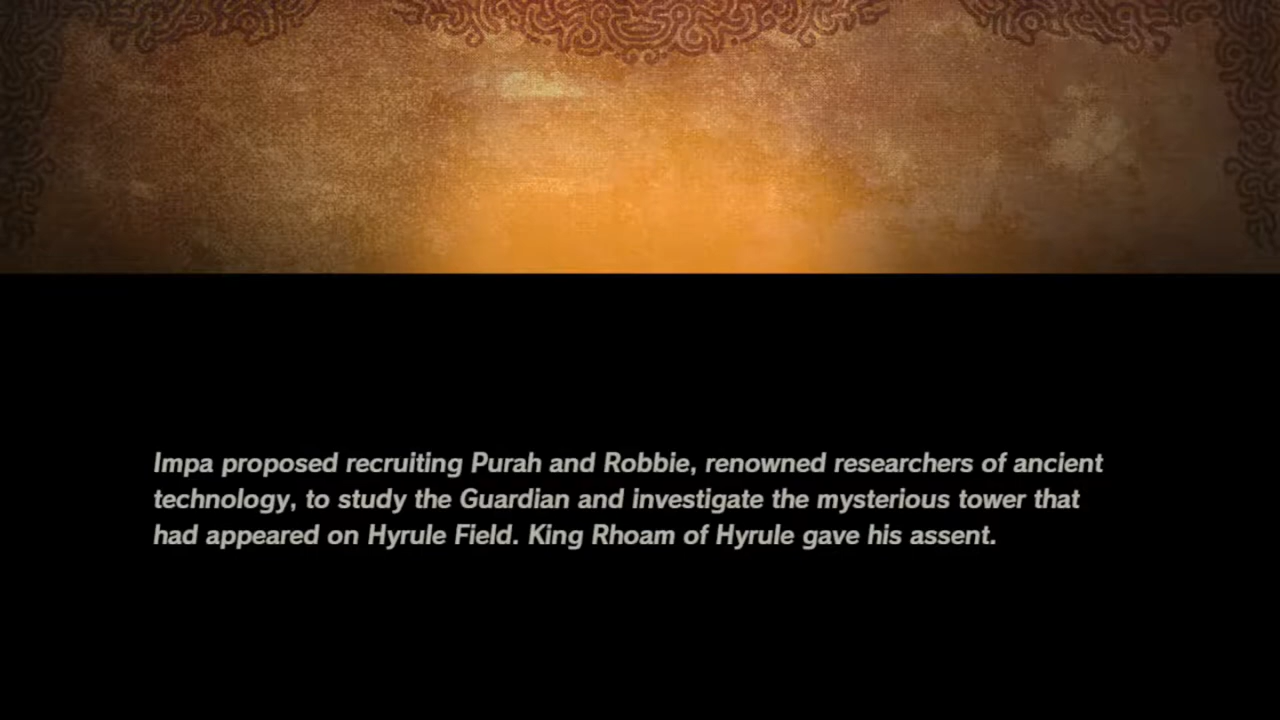 Impa proposed recruiting Purah and Robbie, renowned researchers of ancient
technology, to study the Guardian and investigate the mysterious tower that
had appeared on Hyrule Field. King Rhoam of Hyrule gave his assent.